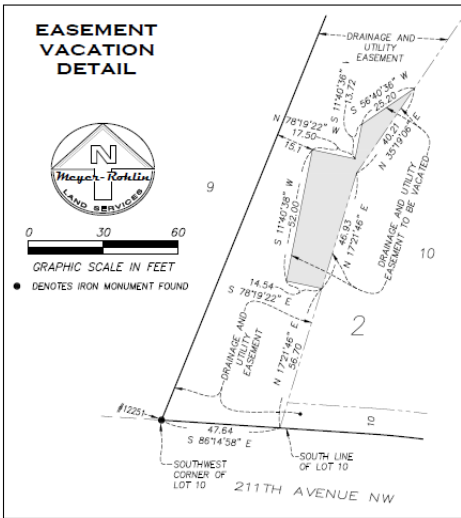 EASEMENT
VACATION
DETAIL
N
Meyer-Rohlin
LAND SERVICES
0 30 60
GRAPHIC SCALE IN FEET
DENOTES IRON MONUMENT FOUND
DRAINAGE AND
UTILITY
EASEMENT
S 11°40'36"
13.72
S 56°40'36" W
25.20
N 78°19'22"
17.50
15.1
40.21
N 35°19'06" E
9
S 11°40'38" W
52.00
46.93
N 17°21'46" E
DRAINAGE AND UTILITY
EASEMENT TO BE VACATED
10
14.54
S 78°19'22" E
2
DRAINAGE AND
UTILITY
EASEMENT
N 17°21'46" E
56.70
10
#12251
47.64
S 86°14'58" E
SOUTHWEST
CORNER OF
LOT 10
SOUTH LINE
OF LOT 10
211TH AVENUE NW